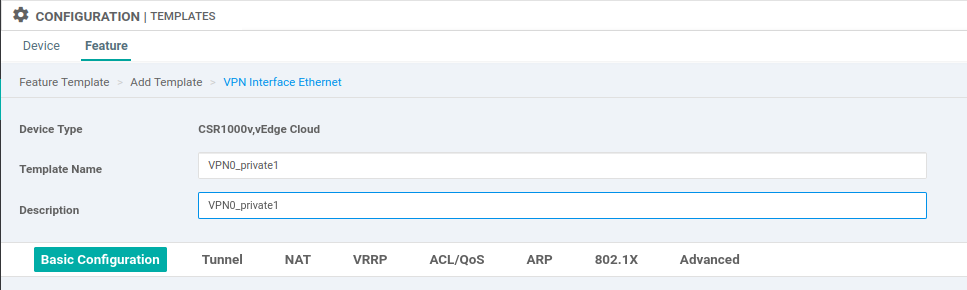 CONFIGURATION | TEMPLATES
Device Feature
Feature Template > Add Template > VPN Interface Ethernet
Device Type CSR1000v,vEdge Cloud
Template Name VPN0_private1
Description VPN0_private1
Basic Configuration Tunnel NAT VRRP ACL/QoS ARP 802.1X Advanced